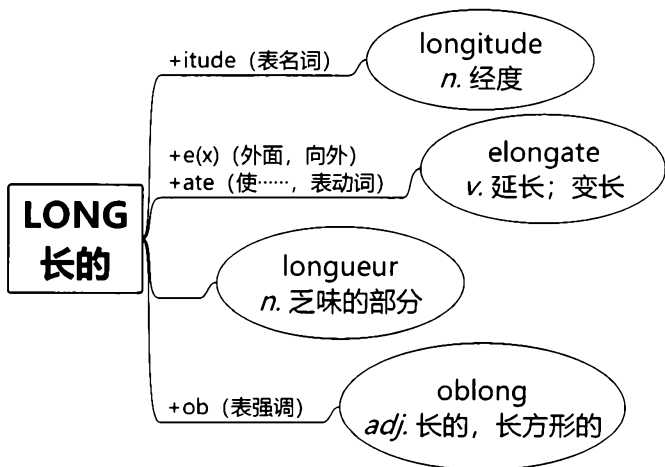 LONG
长的
+itude（表名词）
longitude
n. 经度
+e(x)（外面，向外）
+ate（使……，表动词）
elongate
v. 延长；变长
longueur
n. 乏味的部分
+ob（表强调）
oblong
adj. 长的，长方形的